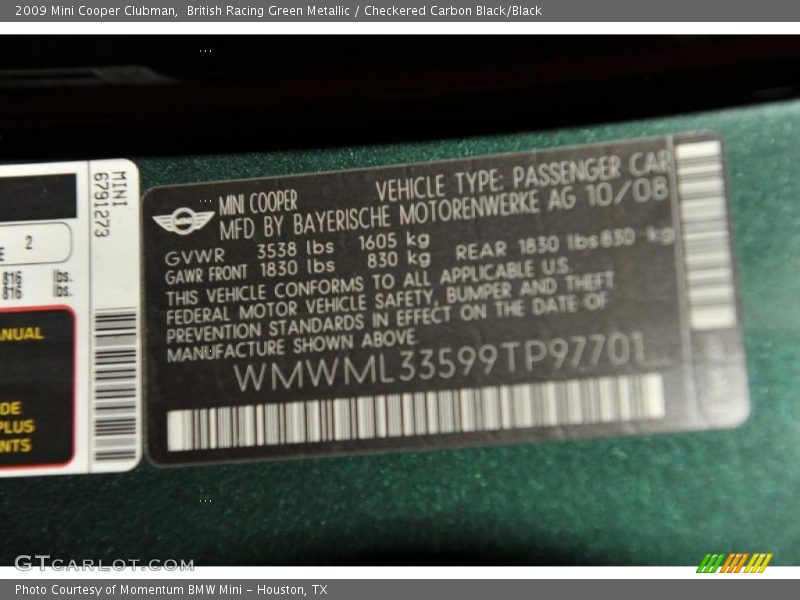 2009 Mini Cooper Clubman, British Racing Green Metallic / Checkered Carbon Black/Black
MINI
6791273
E 2
816 lbs.
816 lbs.
ANUAL
DE
PLUS
NTS
MINI
MINI COOPER VEHICLE TYPE: PASSENGER CAR
MFD BY BAYERISCHE MOTORENWERKE AG 10/08
GVWR 3538 lbs 1605 kg
GAWR FRONT 1830 lbs 830 kg REAR 1830 lbs 830 kg
THIS VEHICLE CONFORMS TO ALL APPLICABLE U.S.
FEDERAL MOTOR VEHICLE SAFETY, BUMPER AND THEFT
PREVENTION STANDARDS IN EFFECT ON THE DATE OF
MANUFACTURE SHOWN ABOVE
WMWML33599TP97701
GTCARLOT.COM
Photo Courtesy of Momentum BMW Mini - Houston, TX